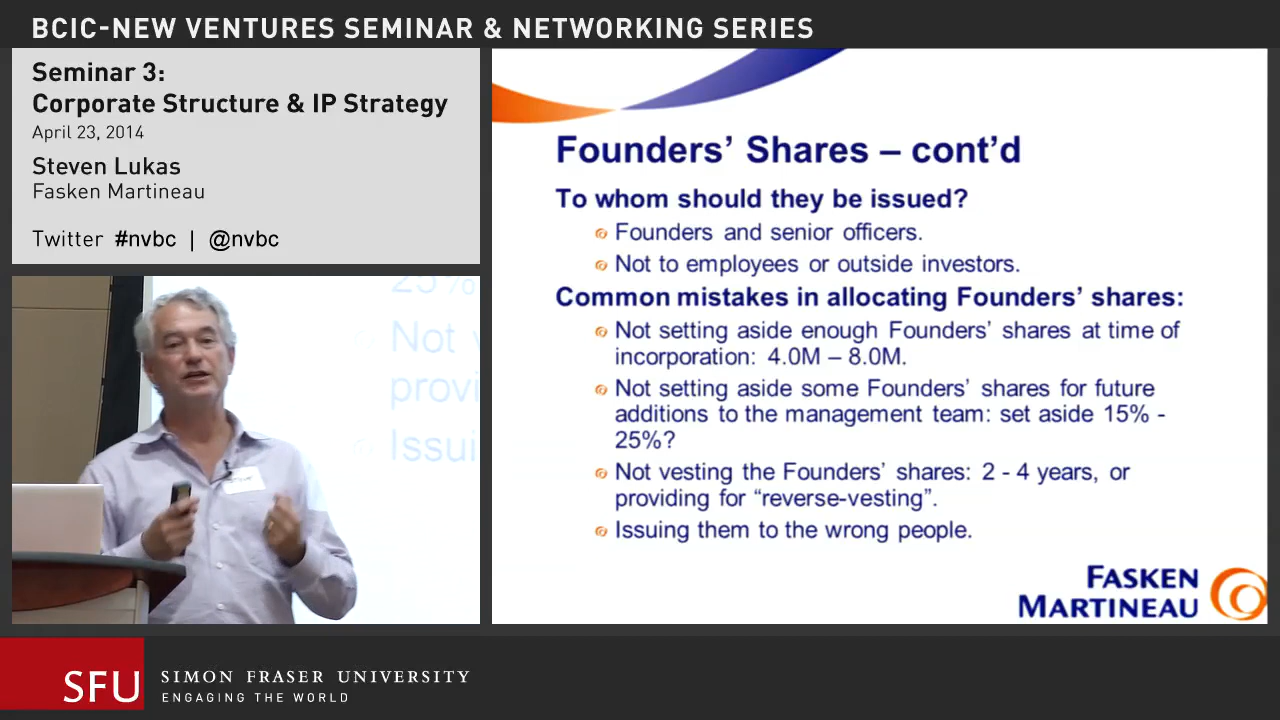 BCIC-NEW VENTURES SEMINAR & NETWORKING SERIES
Seminar 3:
Corporate Structure & IP Strategy
April 23, 2014
Steven Lukas
Fasken Martineau
Twitter #nvbc | @nvbc
Founders’ Shares – cont’d
To whom should they be issued?
Founders and senior officers.
Not to employees or outside investors.
Common mistakes in allocating Founders’ shares:
Not setting aside enough Founders’ shares at time of
incorporation: 4.0M – 8.0M.
Not setting aside some Founders’ shares for future
additions to the management team: set aside 15% -
25%?
Not vesting the Founders’ shares: 2 - 4 years, or
providing for “reverse-vesting”.
Issuing them to the wrong people.
FASKEN
MARTINEAU
25%
Not
provi
Issui
SFU
SIMON FRASER UNIVERSITY
ENGAGING THE WORLD